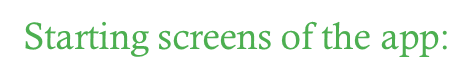 Starting screens of the app: